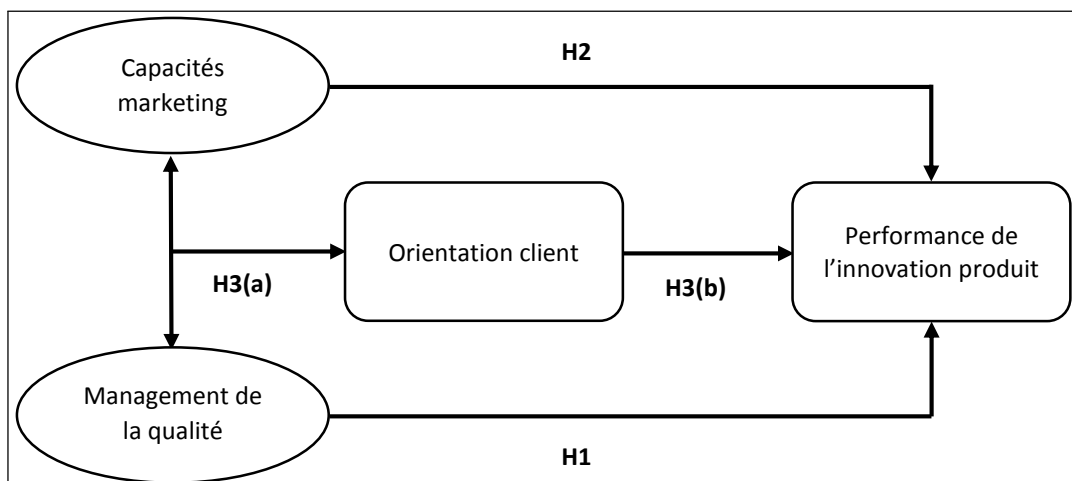 H2
Capacités
marketing
Orientation client
Performance de
l’innovation produit
H3(a)
H3(b)
Management de
la qualité
H1